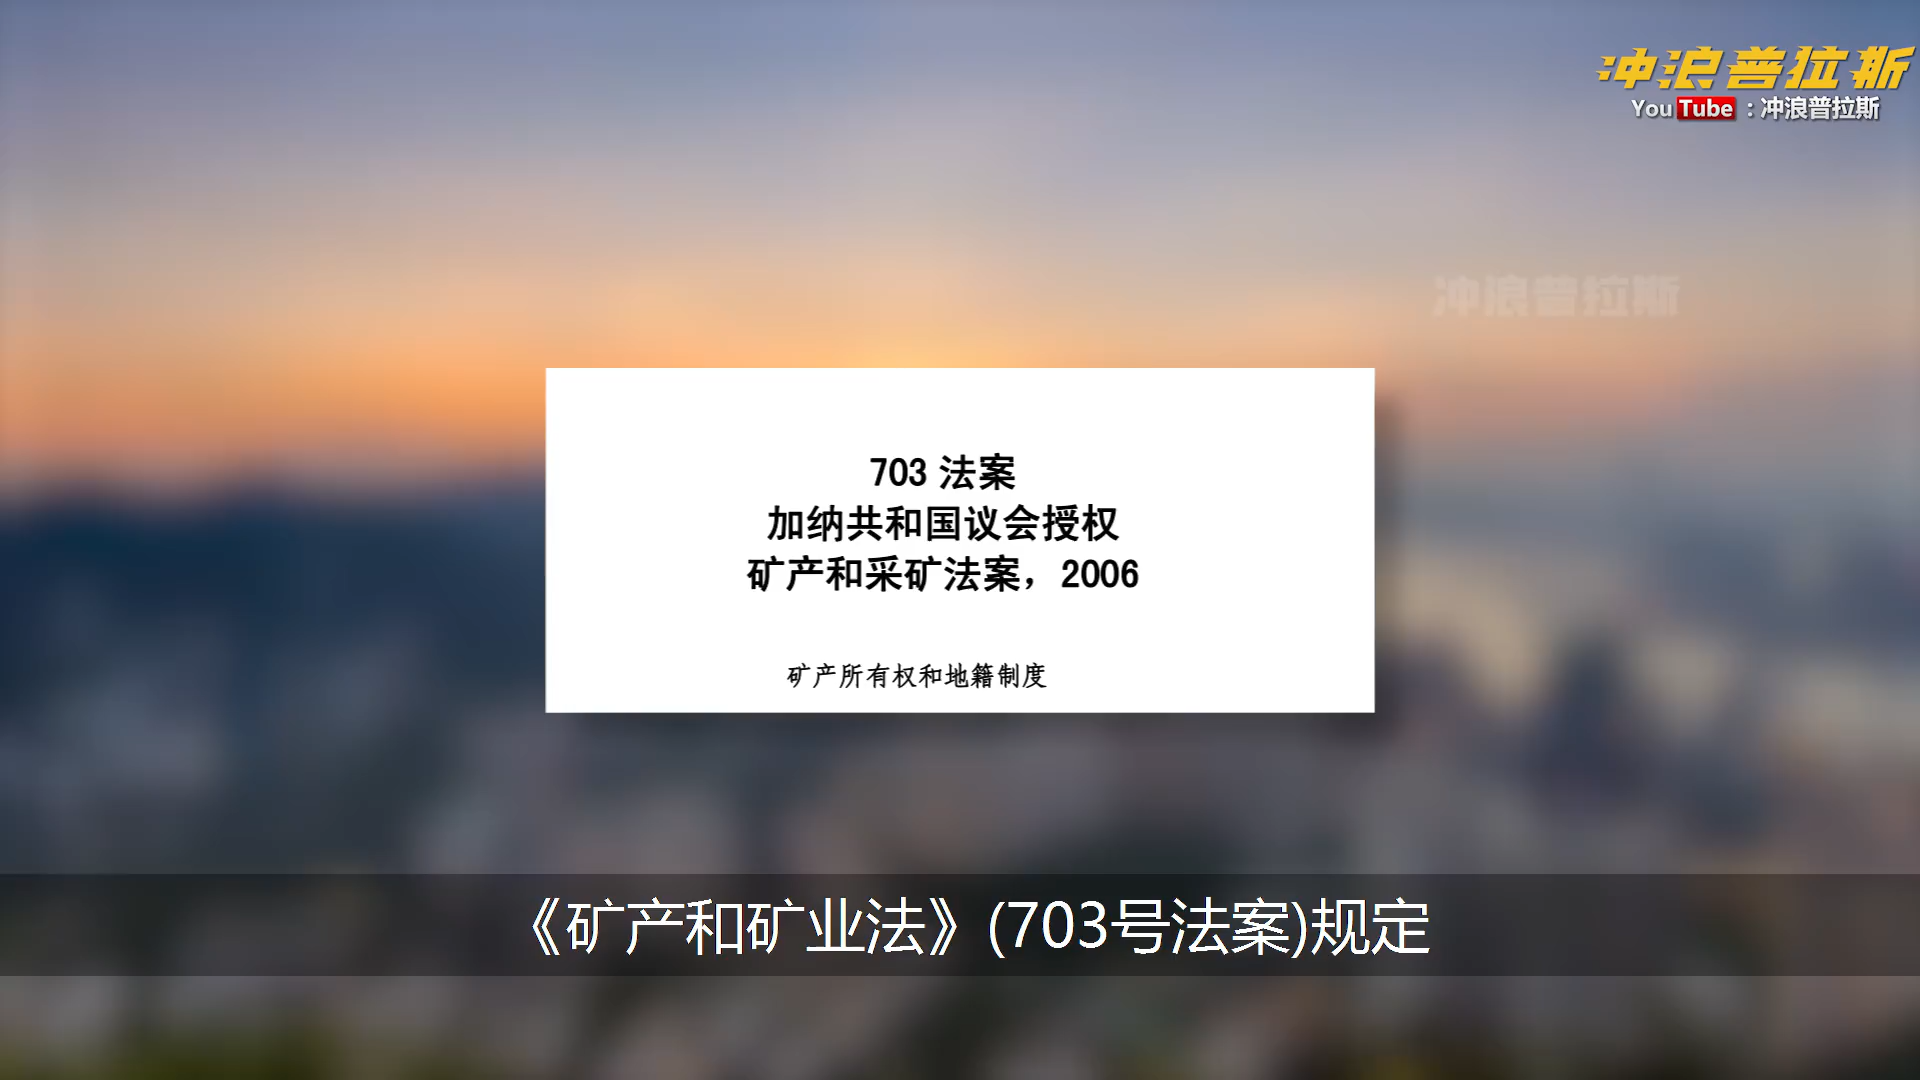 冲浪普拉斯
YouTube：冲浪普拉斯
冲浪普拉斯
703 法案
加纳共和国议会授权
矿产和采矿法案，2006
矿产所有权和地籍制度
《矿产和矿业法》(703号法案)规定